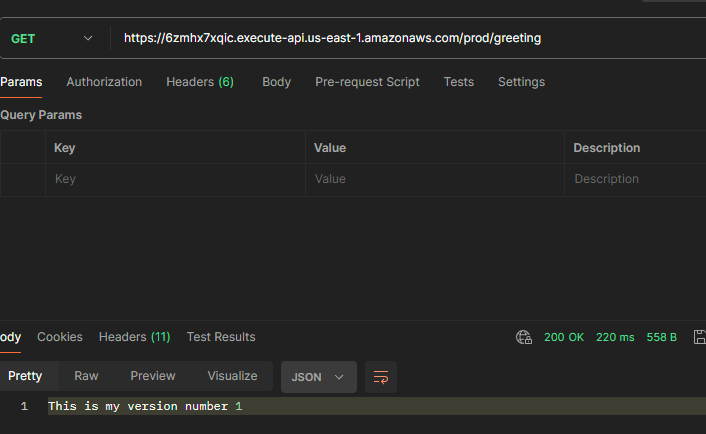 GET https://6zmhx7xqic.execute-api.us-east-1.amazonaws.com/prod/greeting
Params Authorization Headers (6) Body Pre-request Script Tests Settings
Query Params
Key Value Description
Key Value Description
ody Cookies Headers (11) Test Results 200 OK 220 ms 558 B
Pretty Raw Preview Visualize JSON
1 This is my version number 1